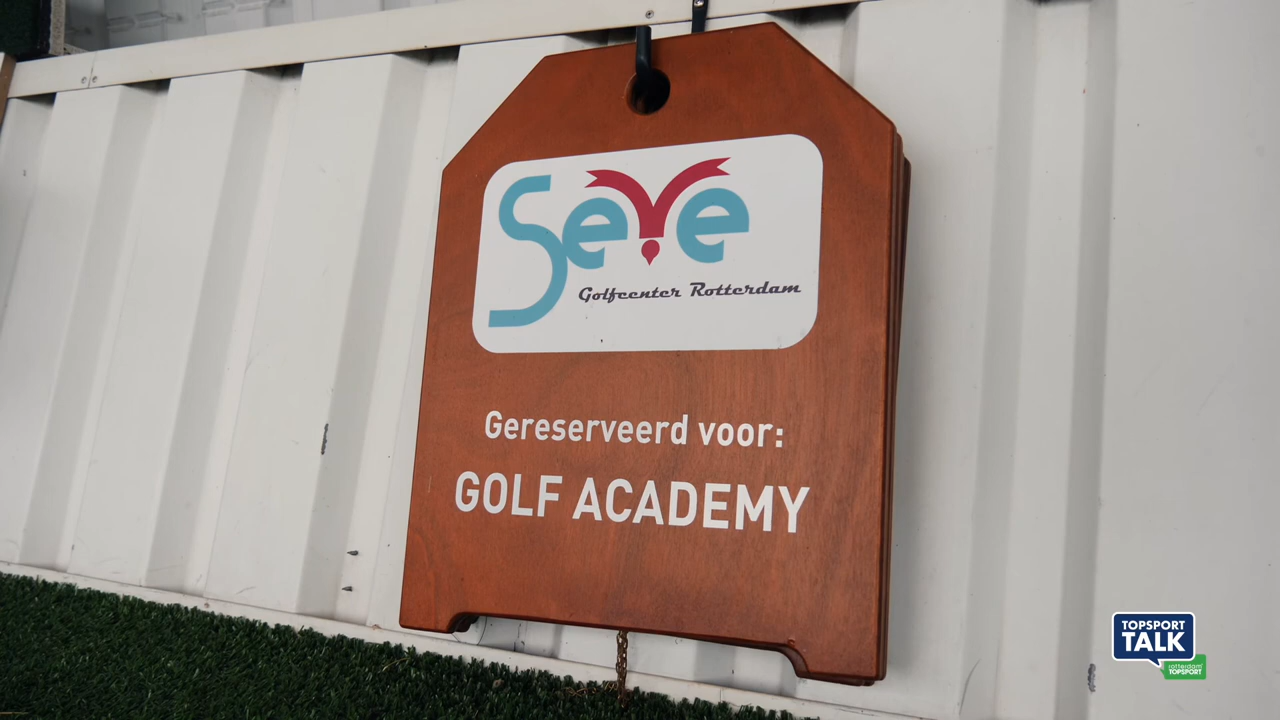 Seve
Golfcenter Rotterdam
Gereserveerd voor:
GOLF ACADEMY
TOPSPORT
TALK
rotterdam
TOPSPORT